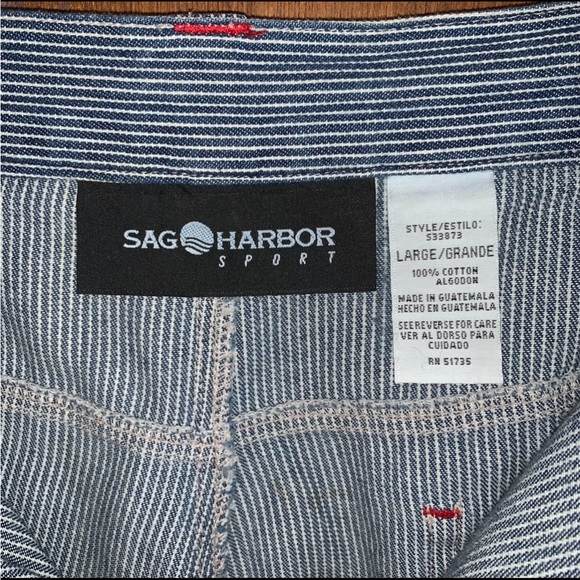 SAG HARBOR
SPORT
STYLE/ESTILO:
533873
LARGE/GRANDE
100% COTTON
ALGODON
MADE IN GUATEMALA
HECHO EN GUATEMALA
SEE REVERSE FOR CARE
VER AL DORSO PARA
CUIDADO
RN 51735